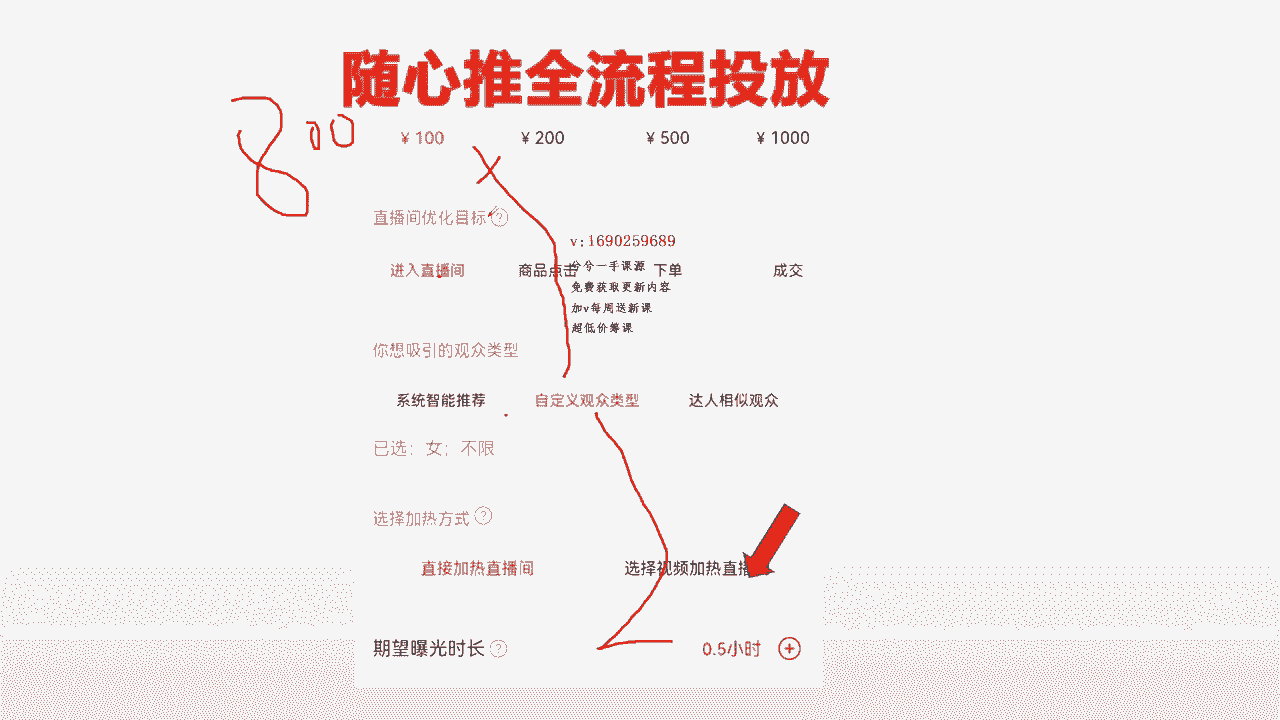 随心推全流程投放
800
¥ 100 ¥ 200 ¥ 500 ¥ 1000
直播间优化目标 ?
v:1690259689
进入直播间 商品点击 下单 成交
兮兮一手课源
免费获取更新内容
加v每周送新课
超低价筹课
你想吸引的观众类型
系统智能推荐 自定义观众类型 达人相似观众
已选：女；不限
选择加热方式 ?
直接加热直播间 选择视频加热直播
期望曝光时长 ? 0.5小时 +